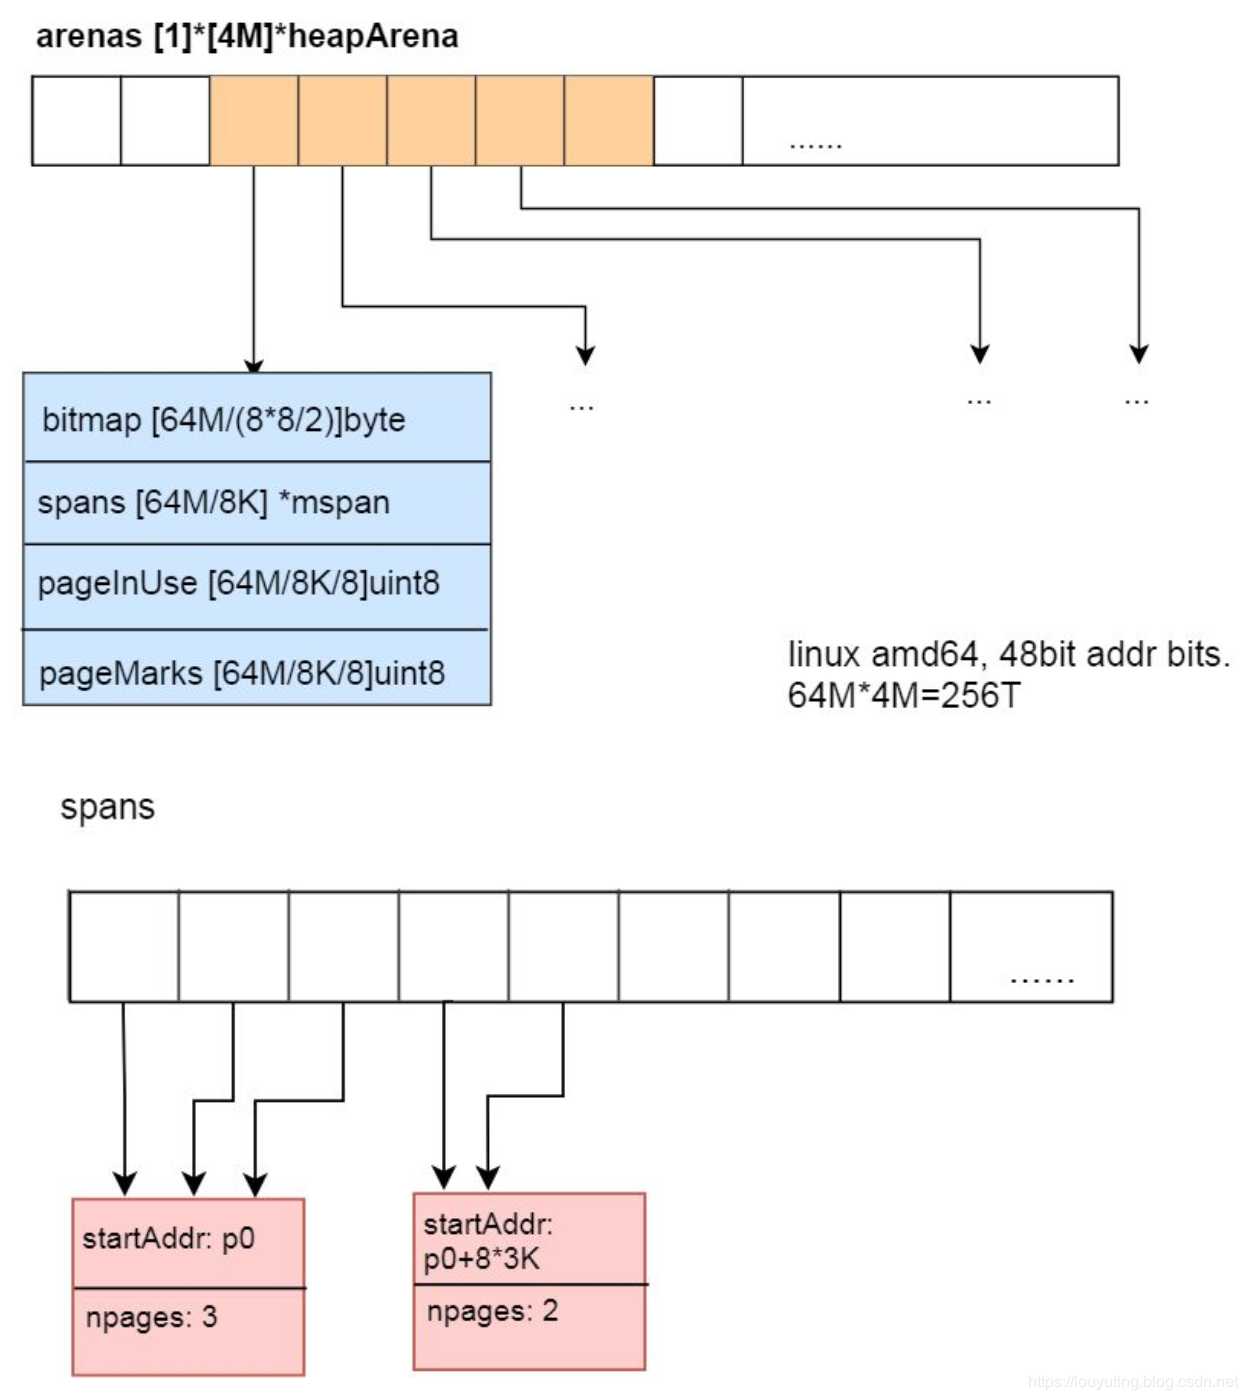 arenas [1]*[4M]*heapArena
......
bitmap [64M/(8*8/2)]byte
...
...
...
spans [64M/8K] *mspan
pageInUse [64M/8K/8]uint8
pageMarks [64M/8K/8]uint8
linux amd64, 48bit addr bits.
64M*4M=256T
spans
......
startAddr: p0
npages: 3
startAddr:
p0+8*3K
npages: 2
https://louyuting.blog.csdn.net